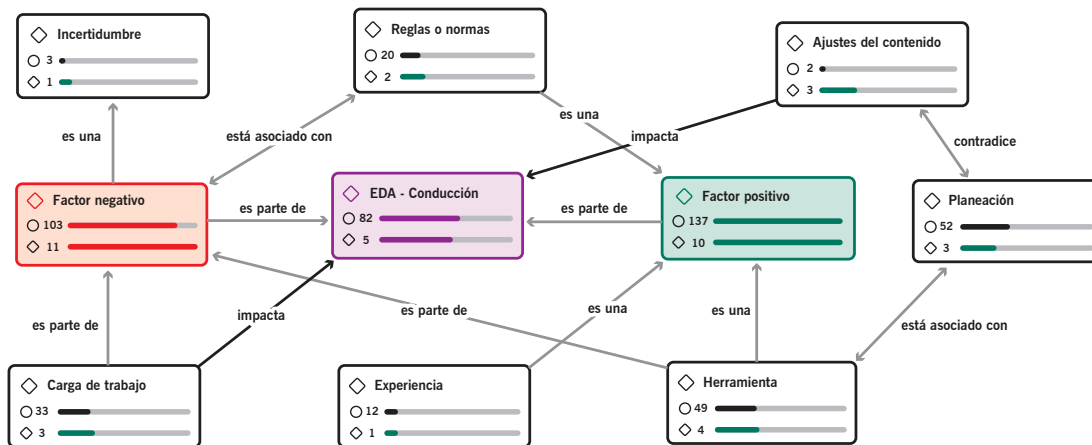 Incertidumbre
3
1
Reglas o normas
20
2
Ajustes del contenido
2
3
es una
está asociado con
es una
impacta
contradice
Factor negativo
103
11
es parte de
EDA - Conducción
82
5
es parte de
Factor positivo
137
10
Planeación
52
3
es parte de
impacta
es parte de
es una
es una
está asociado con
Carga de trabajo
33
3
Experiencia
12
1
Herramienta
49
4